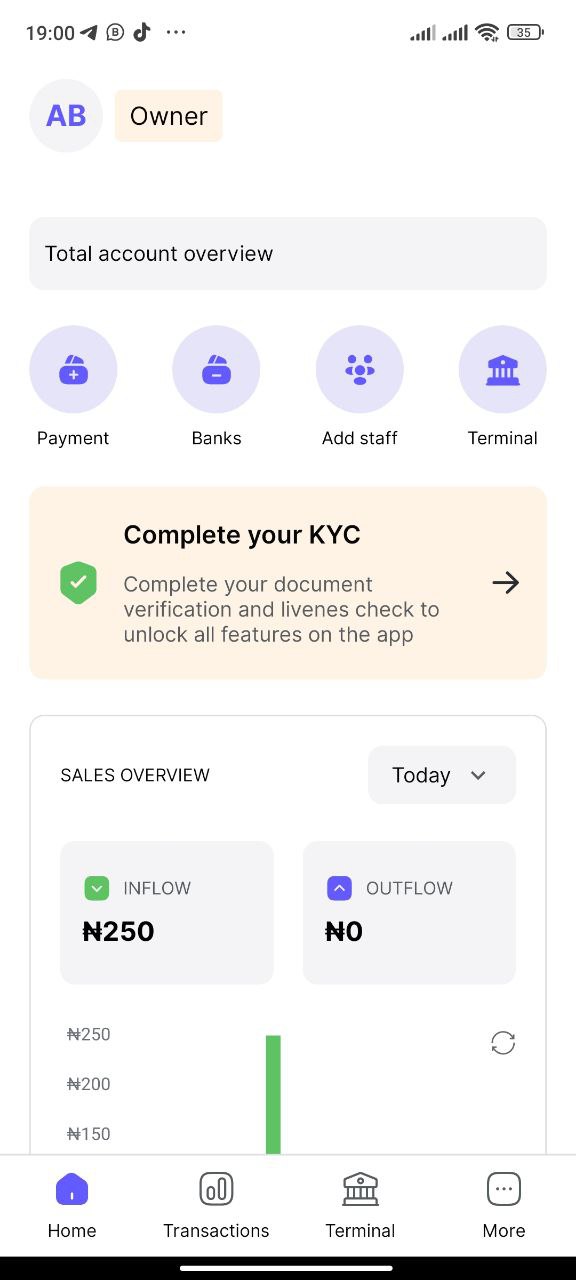 19:00
35
AB
Owner
Total account overview
Payment
Banks
Add staff
Terminal
Complete your KYC
Complete your document
verification and livenes check to
unlock all features on the app
SALES OVERVIEW
Today
INFLOW
₦250
OUTFLOW
₦0
₦250
₦200
₦150
Home
Transactions
Terminal
More